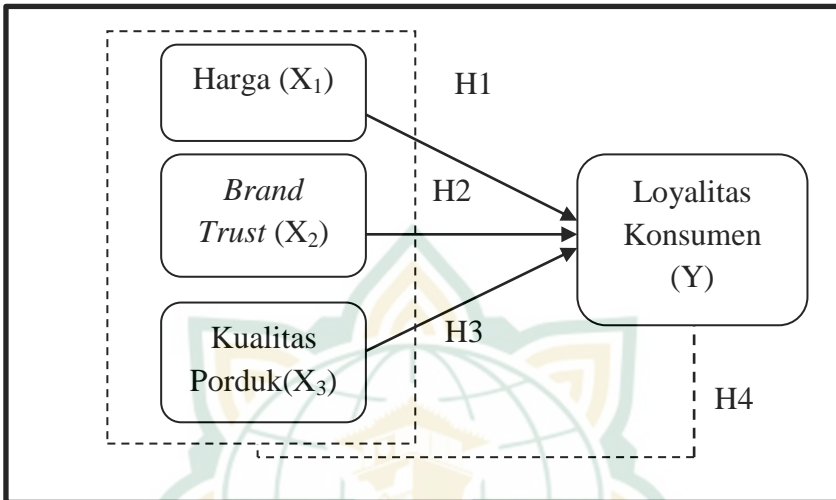 Harga (X₁)
H1
Brand
Trust (X₂)
H2
Loyalitas
Konsumen
(Y)
Kualitas
Porduk(X₃)
H3
H4